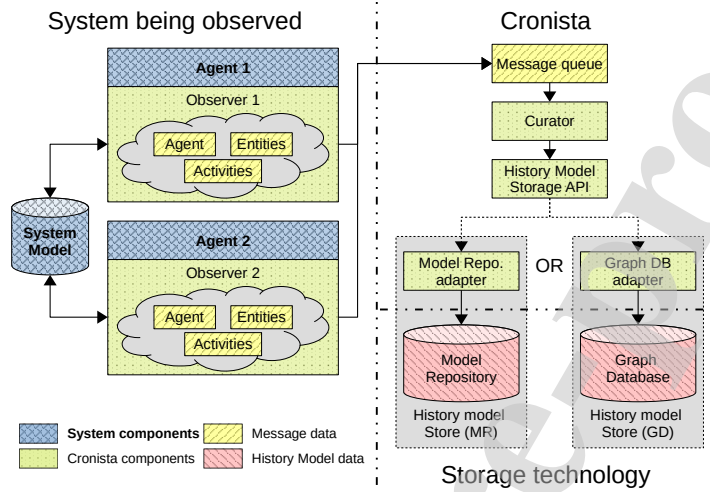 System being observed
Cronista
Agent 1
Observer 1
Agent
Entities
Activities
System
Model
Agent 2
Observer 2
Agent
Entities
Activities
Message queue
Curator
History Model
Storage API
Model Repo.
adapter
OR
Graph DB
adapter
Model
Repository
Graph
Database
History model
Store (MR)
History model
Store (GD)
System components
Message data
Cronista components
History Model data
Storage technology
e-pro